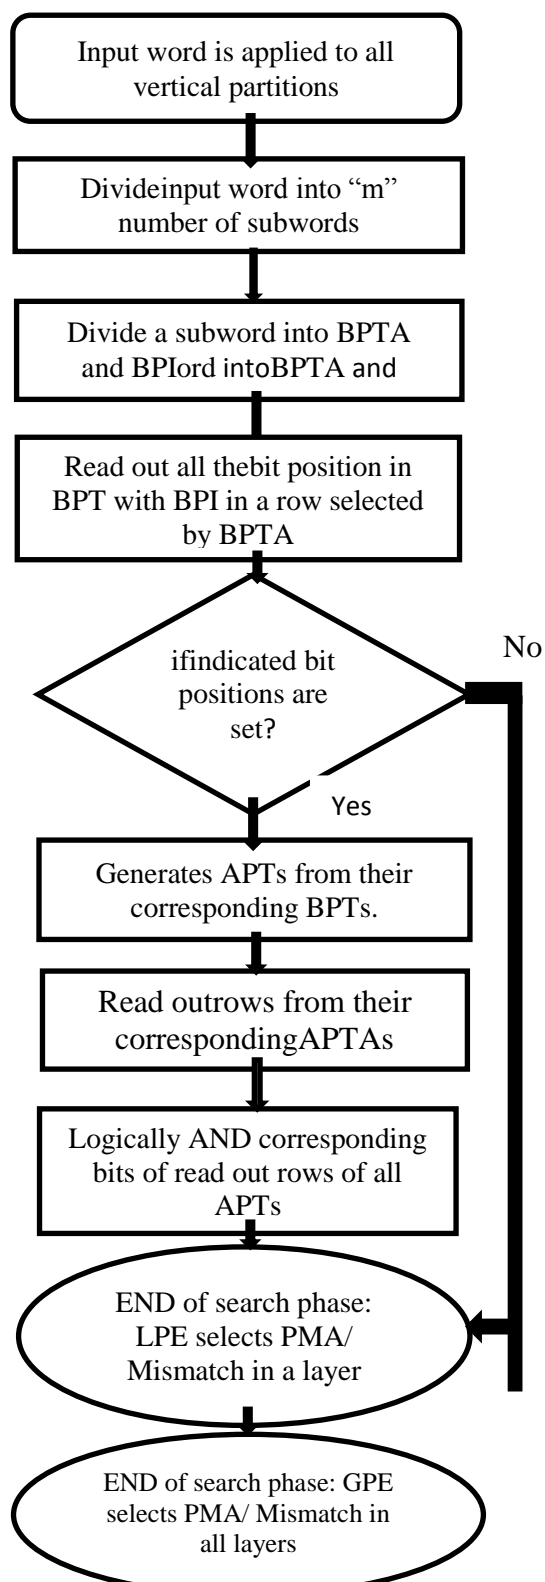 Input word is applied to all
vertical partitions
Divideinput word into “m”
number of subwords
Divide a subword into BPTA
and BPIord intoBPTA and
Read out all thebit position in
BPT with BPI in a row selected
by BPTA
No
ifindicated bit
positions are
set?
Yes
Generates APTs from their
corresponding BPTs.
Read outrows from their
correspondingAPTAs
Logically AND corresponding
bits of read out rows of all
APTs
END of search phase:
LPE selects PMA/
Mismatch in a layer
END of search phase: GPE
selects PMA/ Mismatch in
all layers